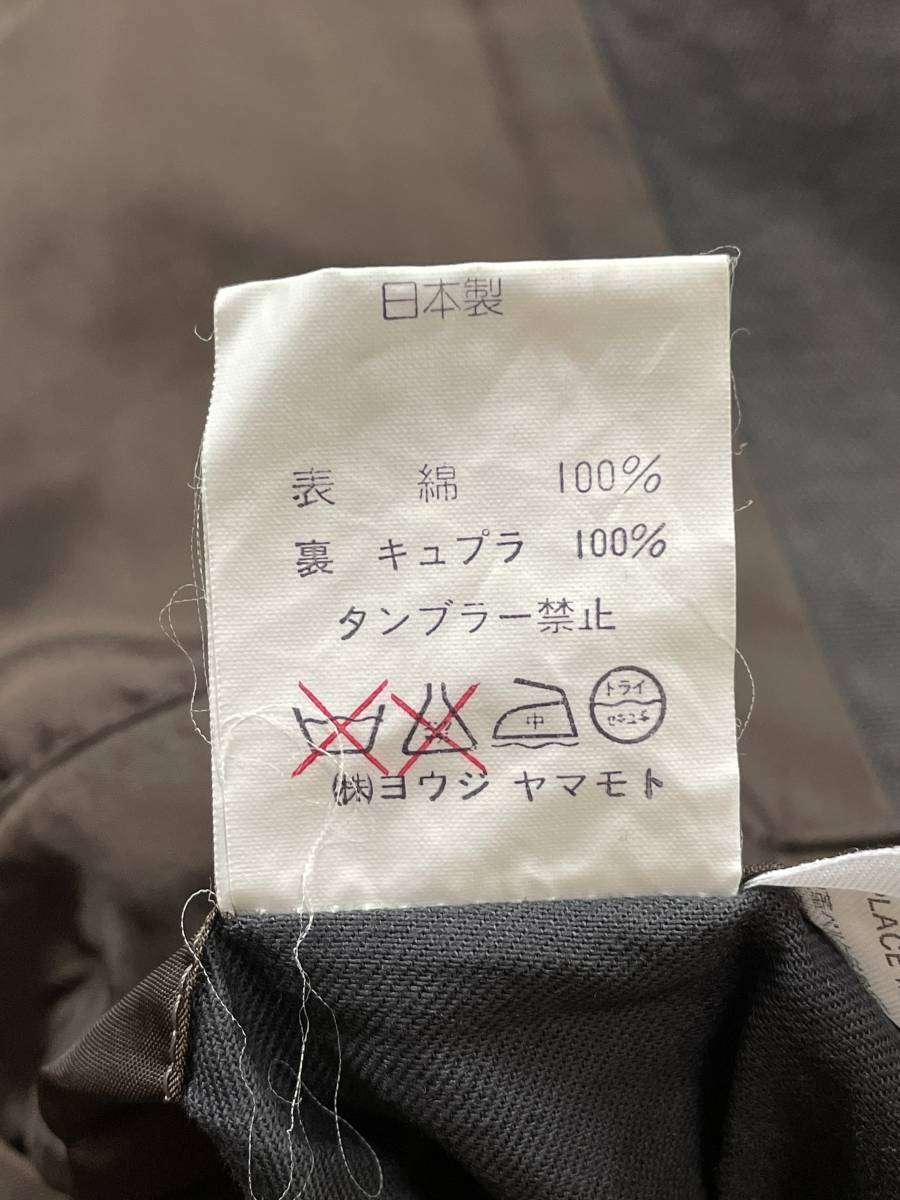 日本製
表 綿 100%
裏 キュプラ 100%
タンブラー禁止
中
ドライ
セキユ系
(株)ヨウジ ヤマモト
LACE